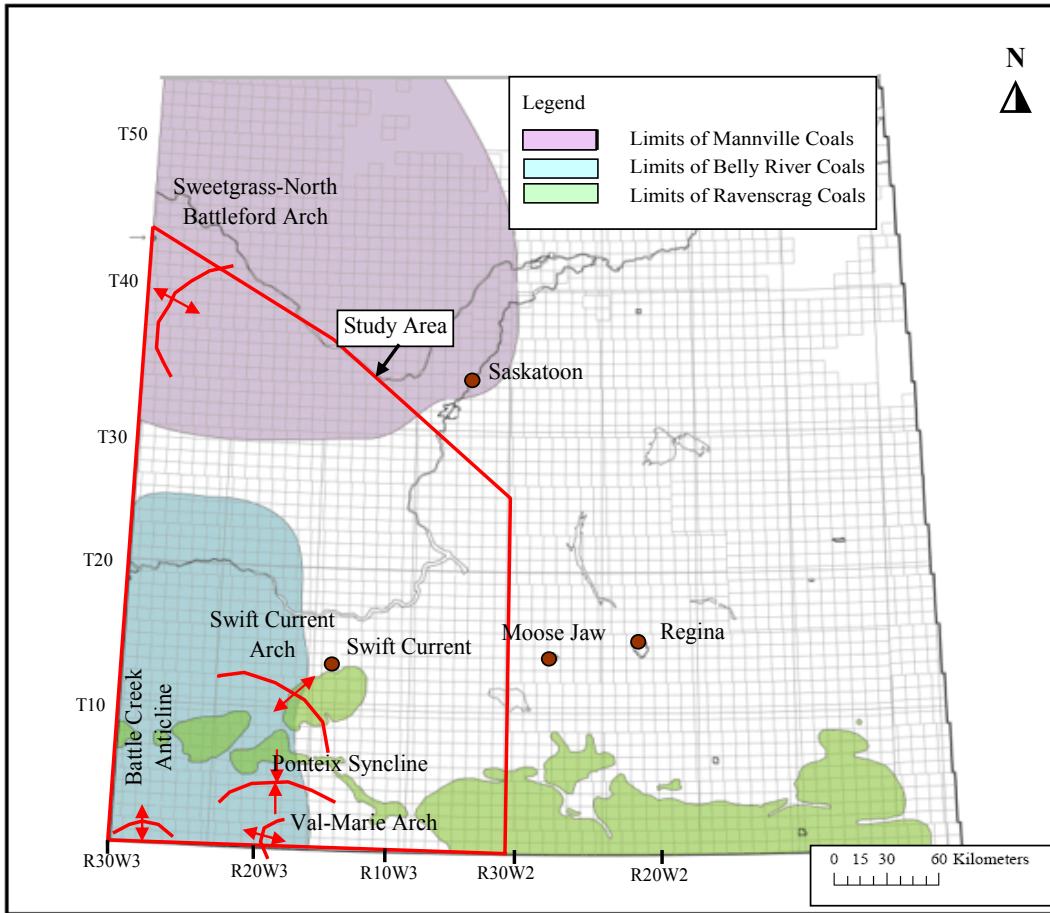 N
Legend
Limits of Mannville Coals
Limits of Belly River Coals
Limits of Ravenscrag Coals
T50
Sweetgrass-North
Battleford Arch
T40
Study Area
Saskatoon
T30
T20
Swift Current
Arch
Swift Current
Moose Jaw
Regina
T10
Battle Creek
Anticline
Ponteix Syncline
Val-Marie Arch
R30W3
R20W3
R10W3
R30W2
R20W2
0 15 30 60 Kilometers